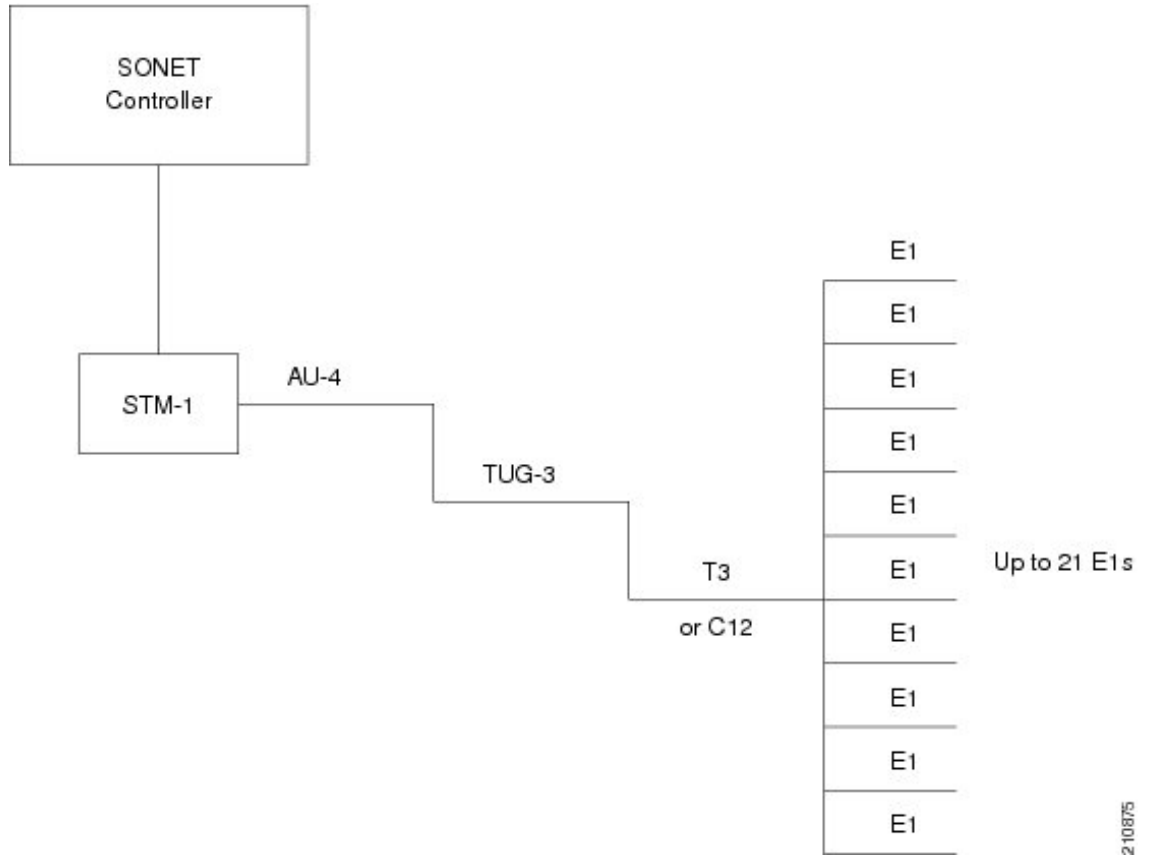 SONET
Controller
STM-1
AU-4
TUG-3
T3
or C12
E1
E1
E1
E1
E1
E1
E1
E1
E1
E1
Up to 21 E1s
210875